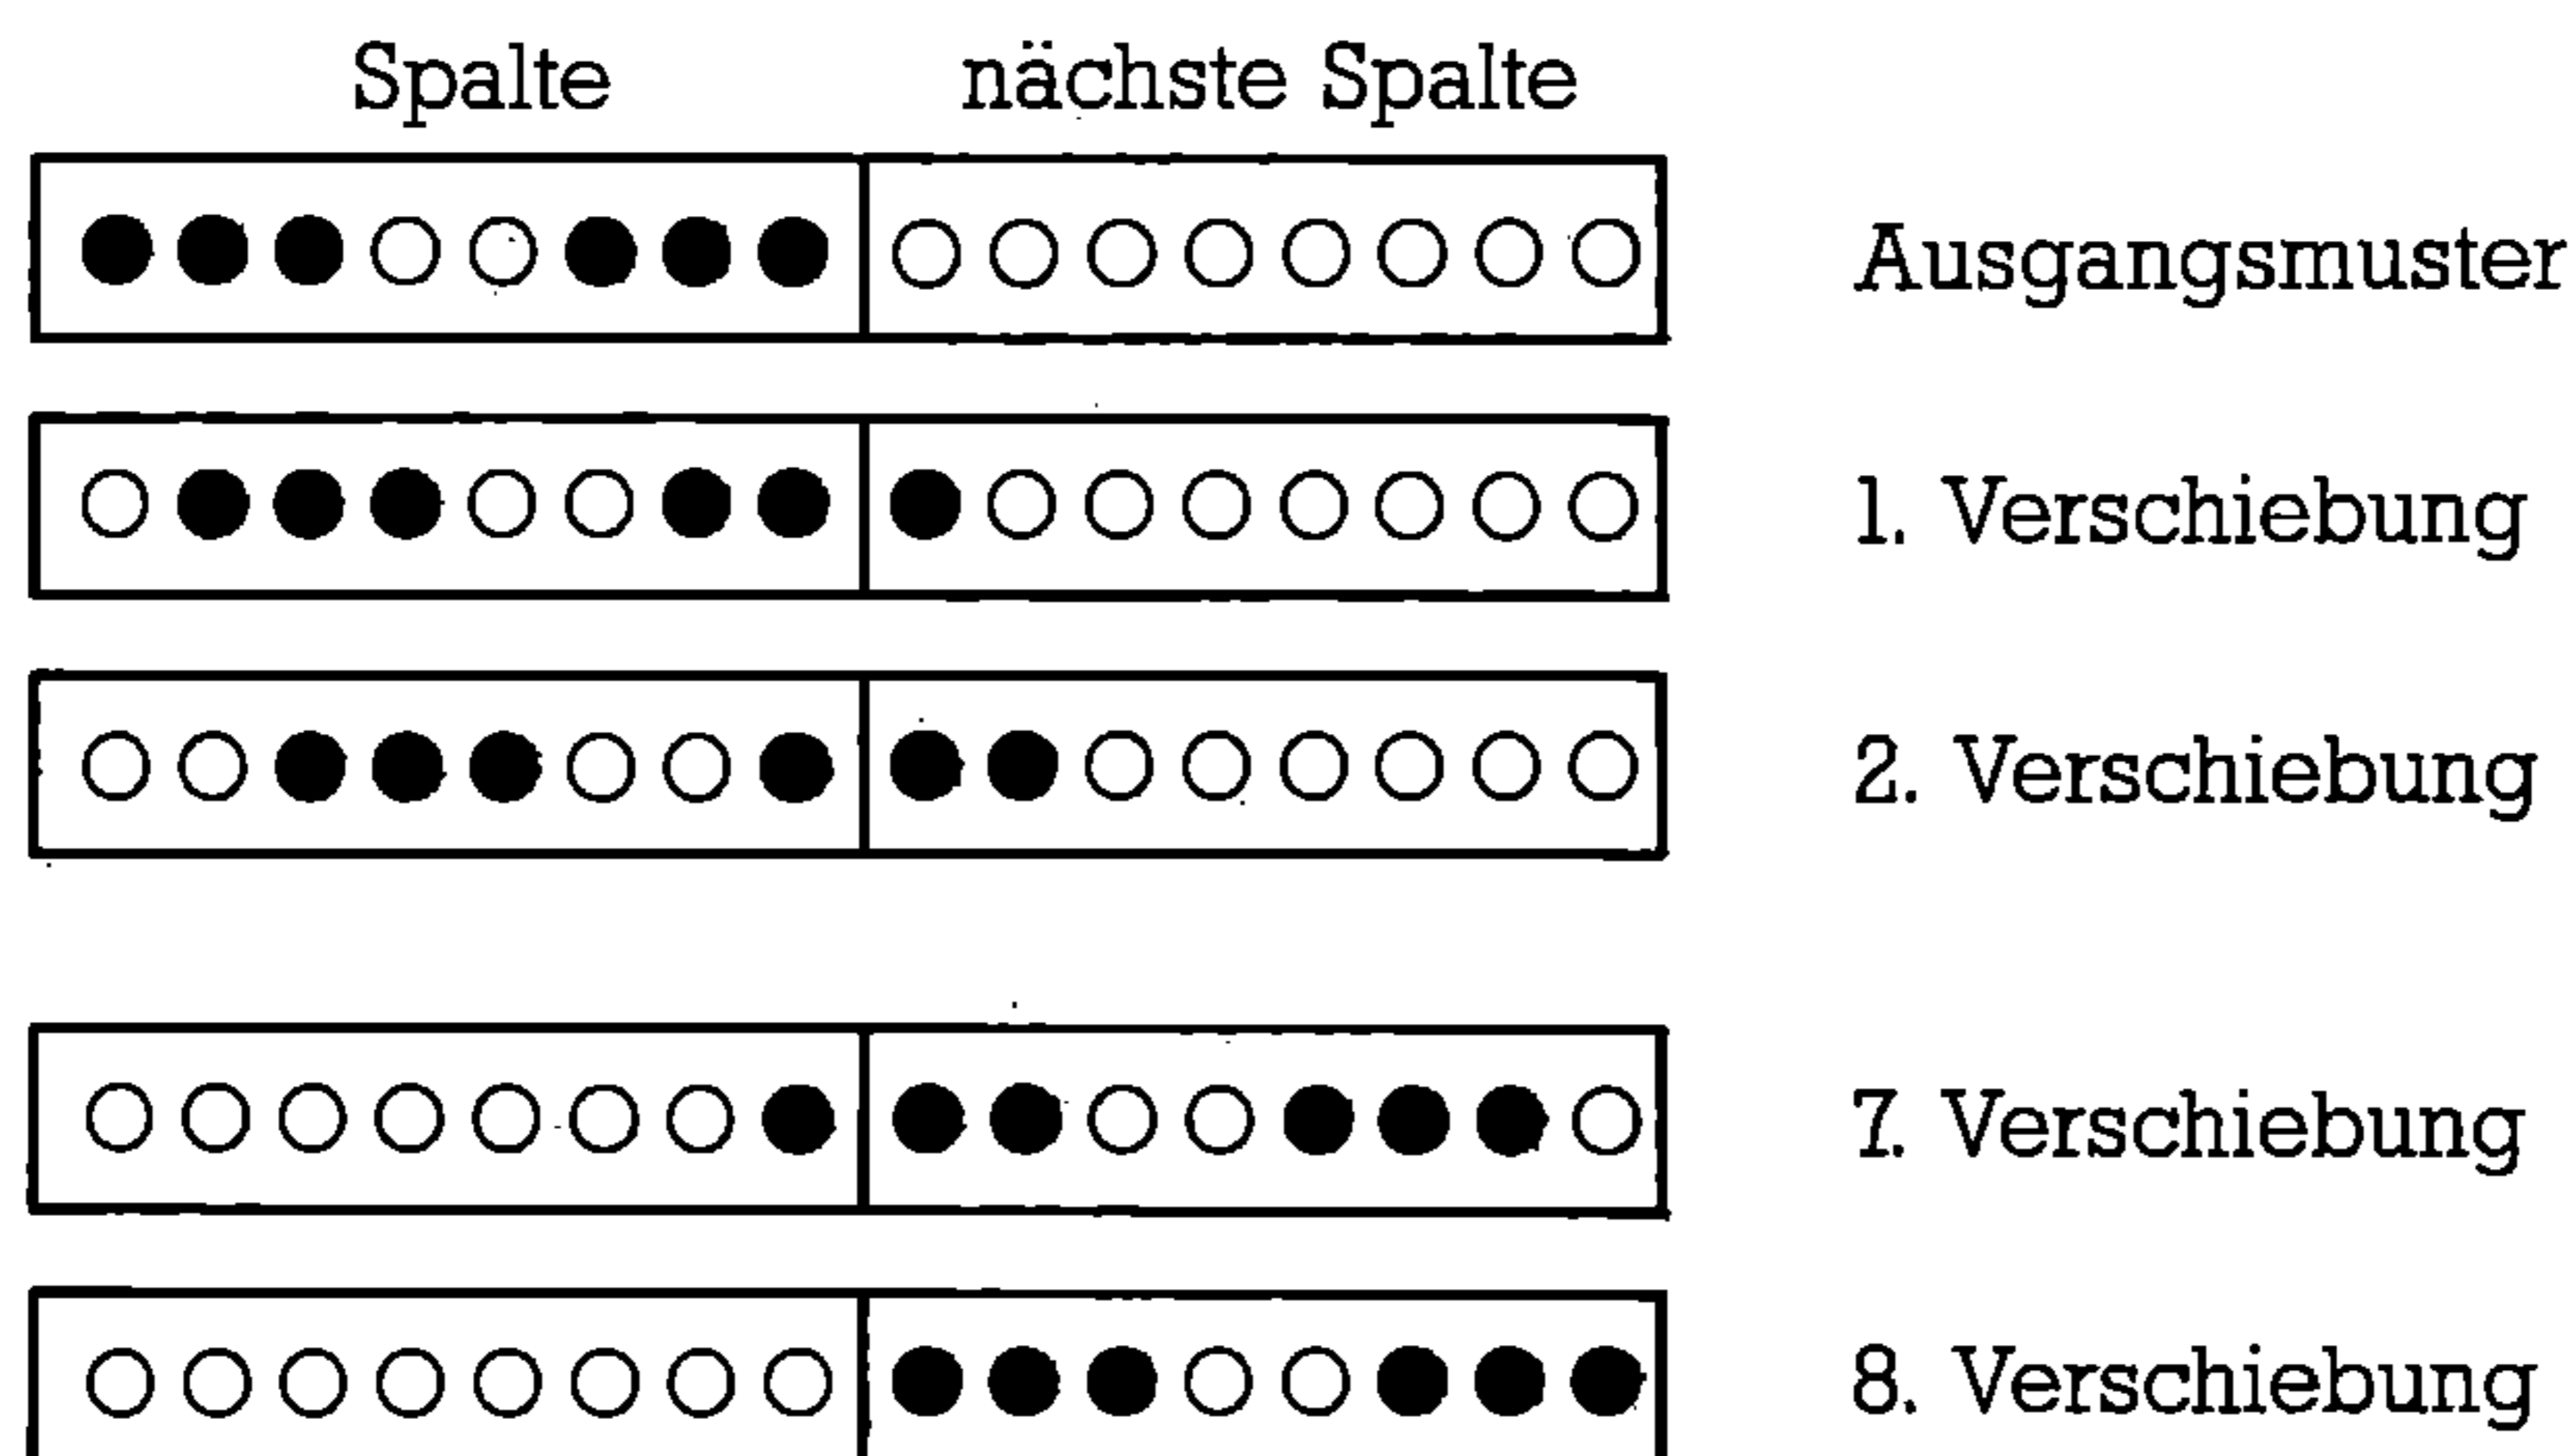 Spalte nächste Spalte
Ausgangsmuster
1. Verschiebung
2. Verschiebung
7. Verschiebung
8. Verschiebung